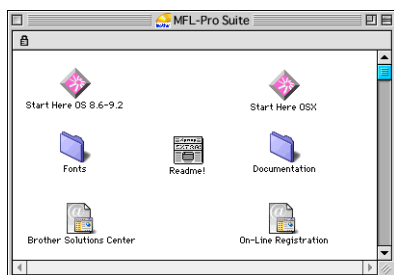 MFL-Pro Suite
Start Here OS 8.6-9.2
Start Here OSX
Fonts
Readme!
Documentation
Brother Solutions Center
On-Line Registration